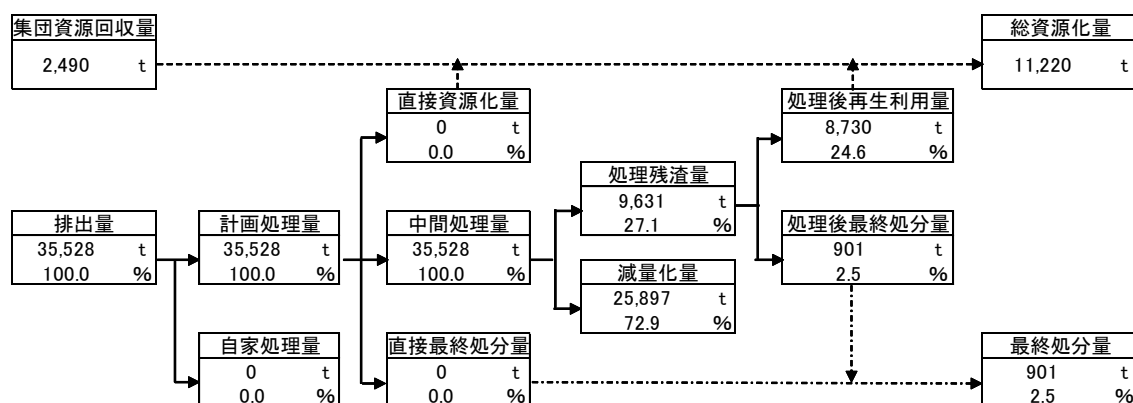 集団資源回収量
2,490 t
総資源化量
11,220 t
直接資源化量
0 t
0.0 %
処理後再生利用量
8,730 t
24.6 %
処理残渣量
9,631 t
27.1 %
排出量
35,528 t
100.0 %
計画処理量
35,528 t
100.0 %
中間処理量
35,528 t
100.0 %
処理後最終処分量
901 t
2.5 %
減量化量
25,897 t
72.9 %
自家処理量
0 t
0.0 %
直接最終処分量
0 t
0.0 %
最終処分量
901 t
2.5 %